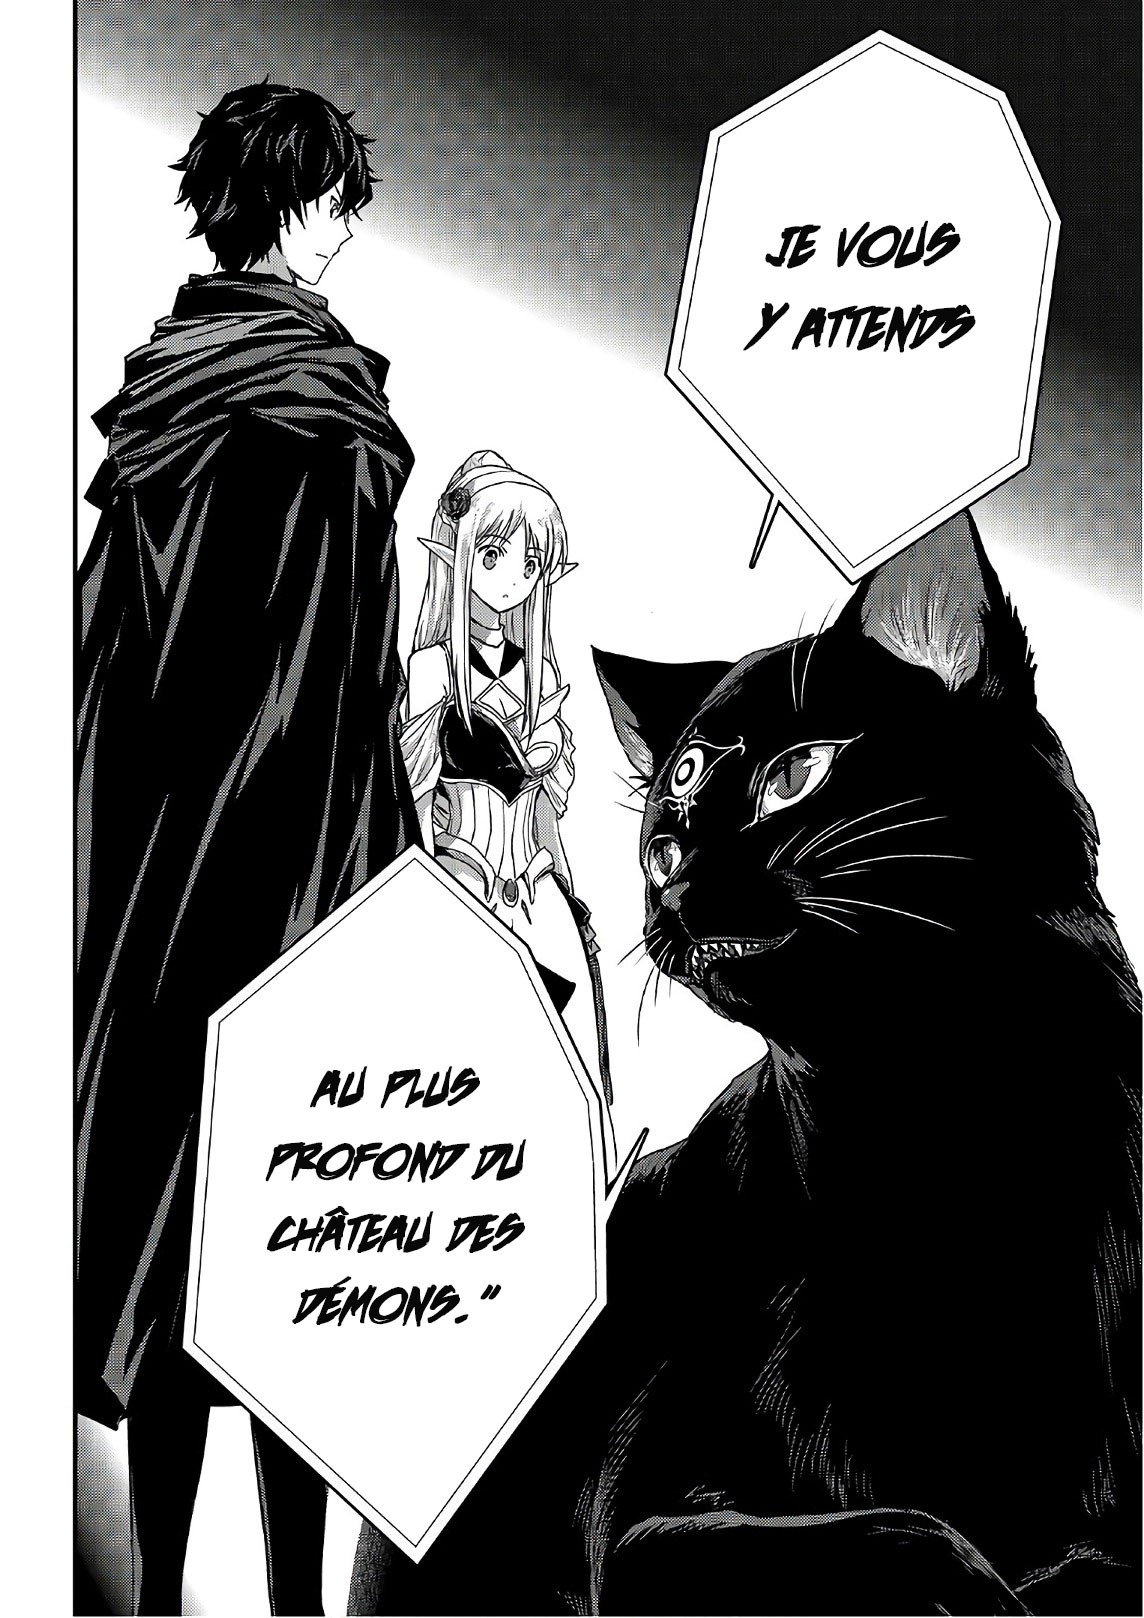 JE VOUS
Y ATTENDS
AU PLUS
PROFOND DU
CHÂTEAU DES
DÉMONS."